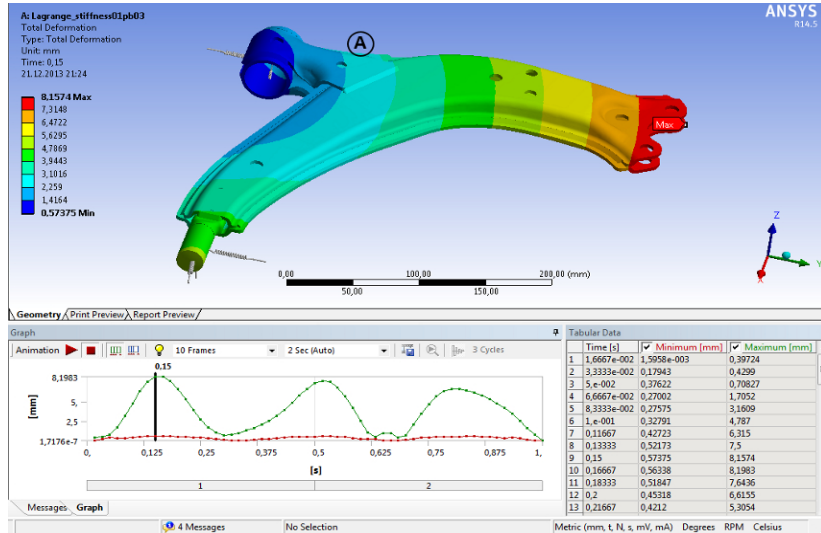 A: Lagrange_stiffness01pb03
Total Deformation
Type: Total Deformation
Unit: mm
Time: 0,15
21.12.2013 21:24
ANSYS
R14.5
A
8,1574 Max
7,3148
6,4722
5,6295
4,7869
3,9443
3,1016
2,259
1,4164
0,57375 Min
Max
Z
Y
X
0,00 100,00 200,00 (mm)
50,00 150,00
Geometry Print Preview Report Preview
Graph
Animation 10 Frames 2 Sec (Auto) 3 Cycles
0,15
8,1983
5,
2,5
1,7176e-7
[mm]
0, 0,125 0,25 0,375 0,5 0,625 0,75 0,875 1,
[s]
1 2
Messages Graph
Tabular Data
Time [s] Minimum [mm] Maximum [mm]
1 1,6667e-002 1,5958e-003 0,39724
2 3,3333e-002 0,17943 0,4299
3 5,e-002 0,37622 0,70827
4 6,6667e-002 0,27002 1,7052
5 8,3333e-002 0,27575 3,1609
6 1,e-001 0,32791 4,787
7 0,11667 0,42723 6,315
8 0,13333 0,52173 7,5
9 0,15 0,57375 8,1574
10 0,16667 0,56338 8,1983
11 0,18333 0,51847 7,6436
12 0,2 0,45318 6,6155
13 0,21667 0,4212 5,3054
4 Messages No Selection Metric (mm, t, N, s, mV, mA) Degrees RPM Celsius